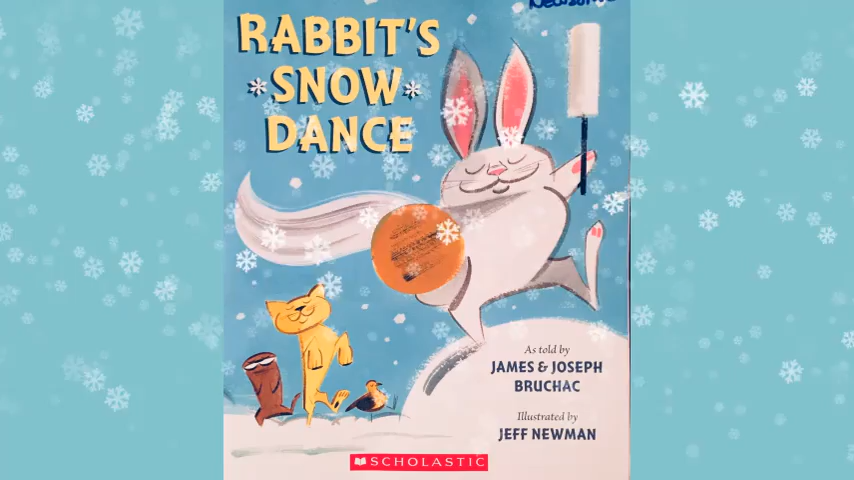 RABBIT'S
SNOW
DANCE
As told by
JAMES & JOSEPH
BRUCHAC
Illustrated by
JEFF NEWMAN
SCHOLASTIC